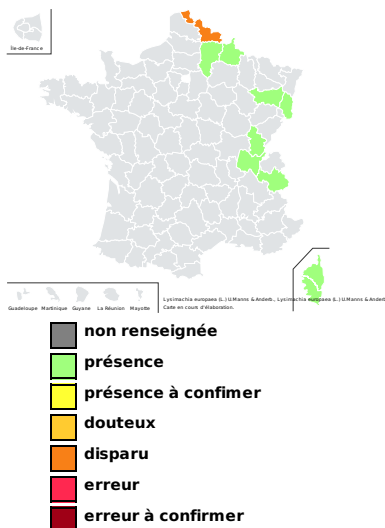 Île-de-France
Lysimachia europaea (L.) U.Manns & Anderb., Lysimachia europaea (L.) U.Manns & Anderb
Carte en cours d'élaboration.
Guadeloupe Martinique Guyane La Réunion Mayotte
non renseignée
présence
présence à confimer
douteux
disparu
erreur
erreur à confirmer